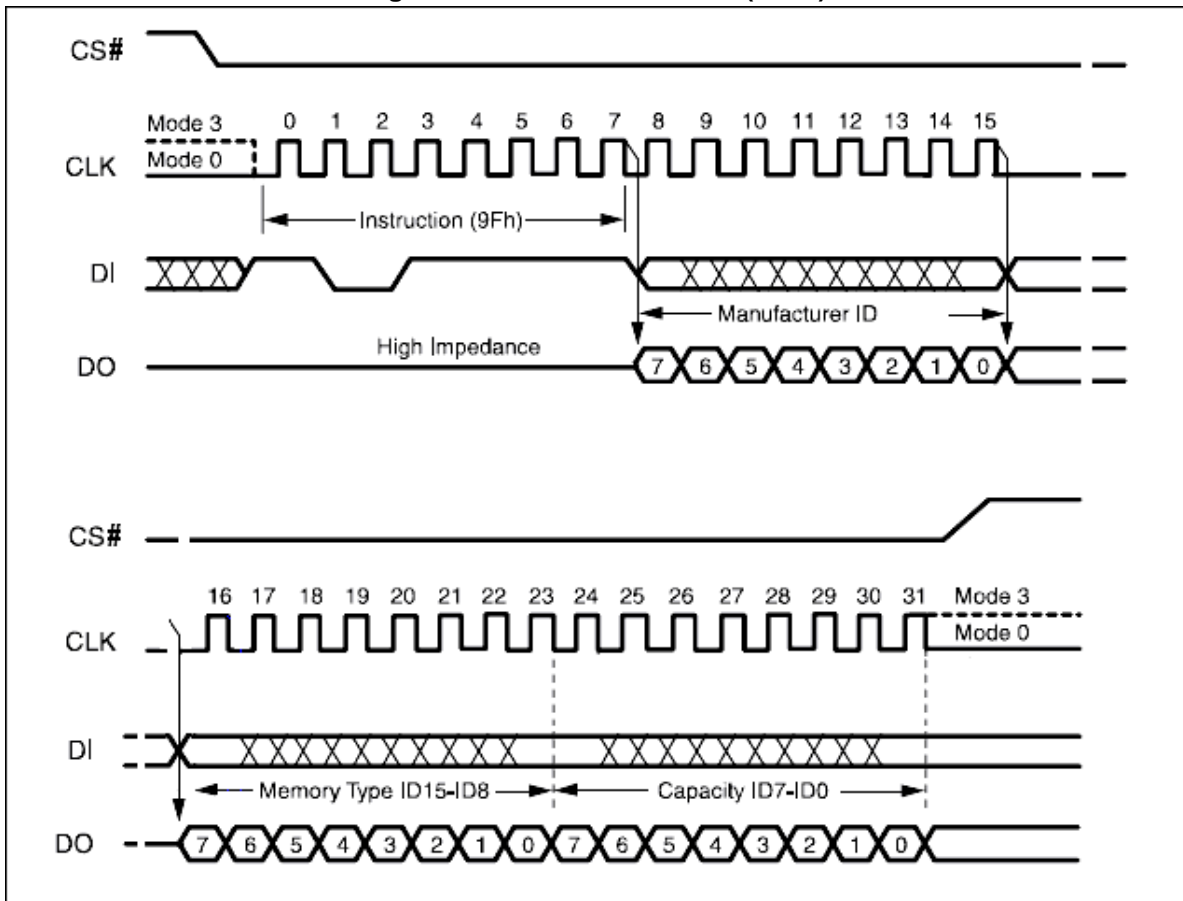 CS#
Mode 3 0 1 2 3 4 5 6 7 8 9 10 11 12 13 14 15
CLK Mode 0
Instruction (9Fh)
DI
Manufacturer ID
High Impedance
DO 7 6 5 4 3 2 1 0
CS#
16 17 18 19 20 21 22 23 24 25 26 27 28 29 30 31 Mode 3
CLK Mode 0
DI
Memory Type ID15-ID8 Capacity ID7-ID0
DO 7 6 5 4 3 2 1 0 7 6 5 4 3 2 1 0